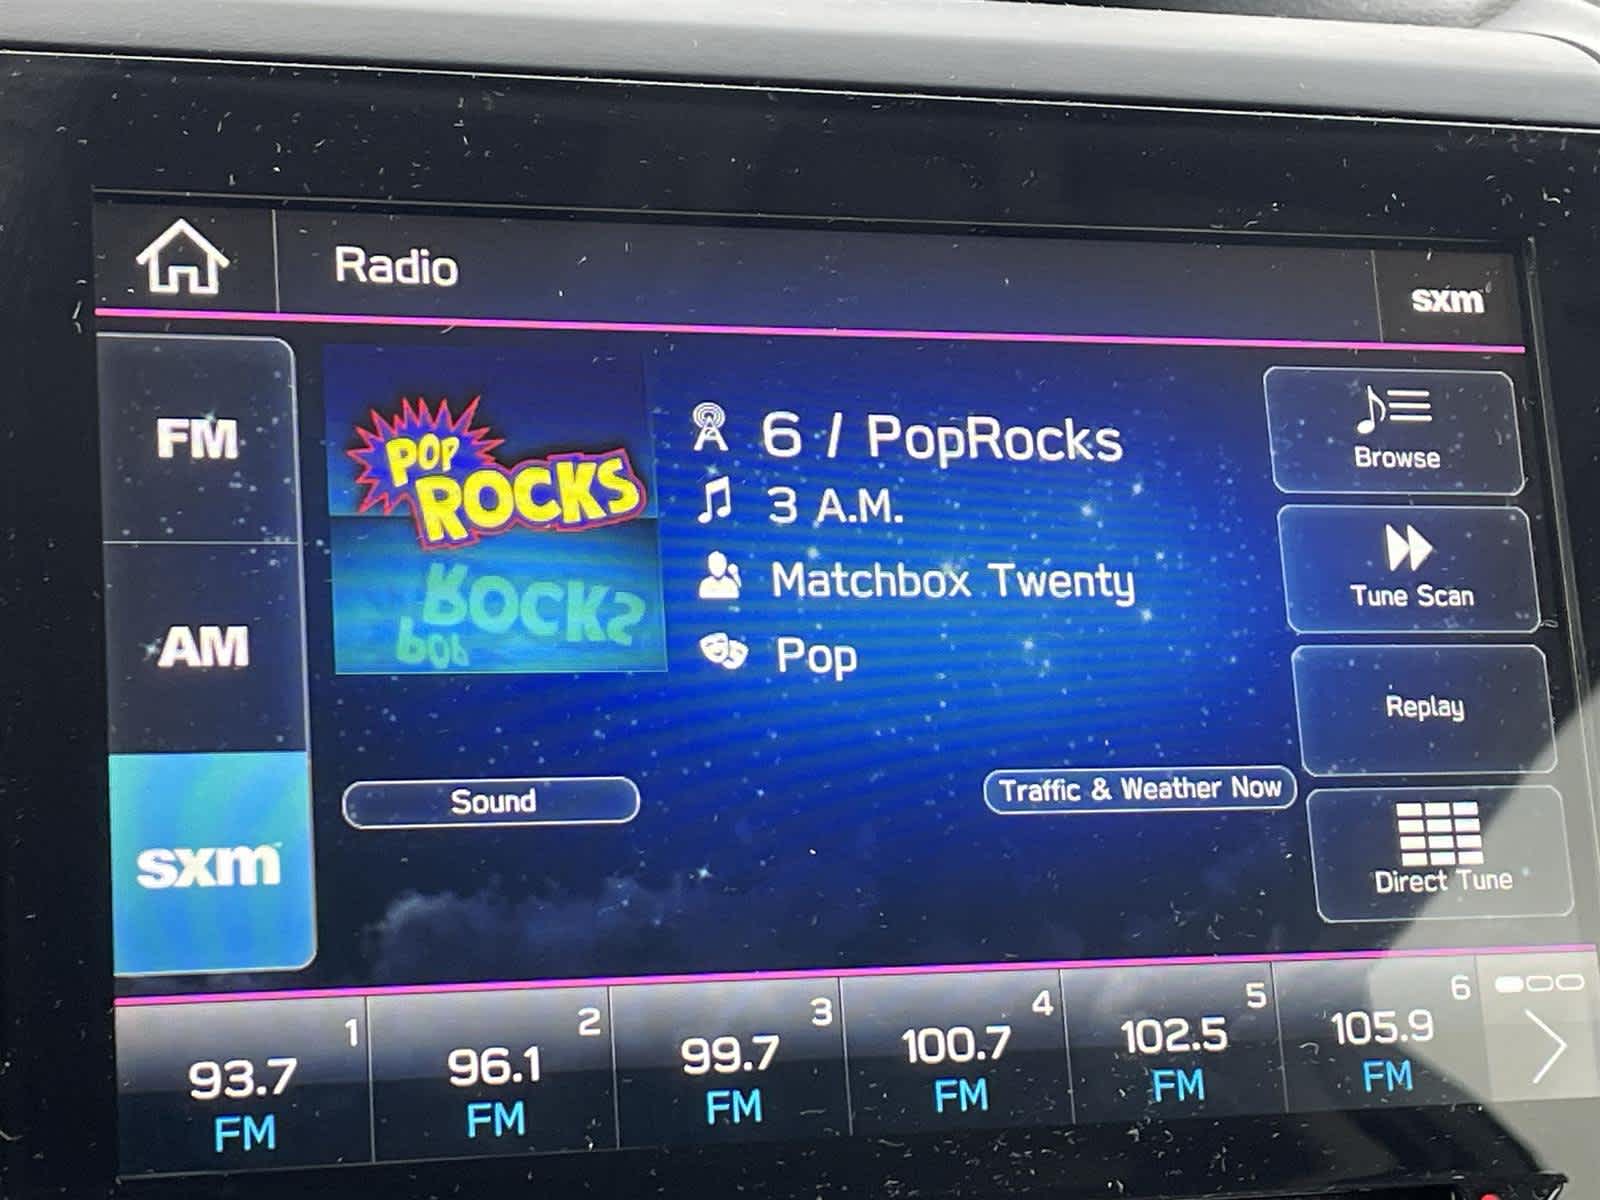 Radio
sxm
FM
AM
sxm
POP
ROCKS
ROCKS
POP
6 / PopRocks
3 A.M.
Matchbox Twenty
Pop
Sound
Traffic & Weather Now
Browse
Tune Scan
Replay
Direct Tune
1
93.7
FM
2
96.1
FM
3
99.7
FM
4
100.7
FM
5
102.5
FM
6
105.9
FM